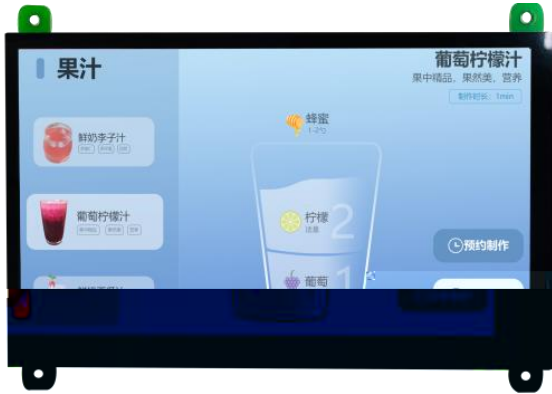 果汁
鲜奶李子汁
葡萄柠檬汁
葡萄柠檬汁
果中精品、果然美，营养
制作时长：1min
蜂蜜
1-2勺
柠檬
适量
2
葡萄
1
预约制作